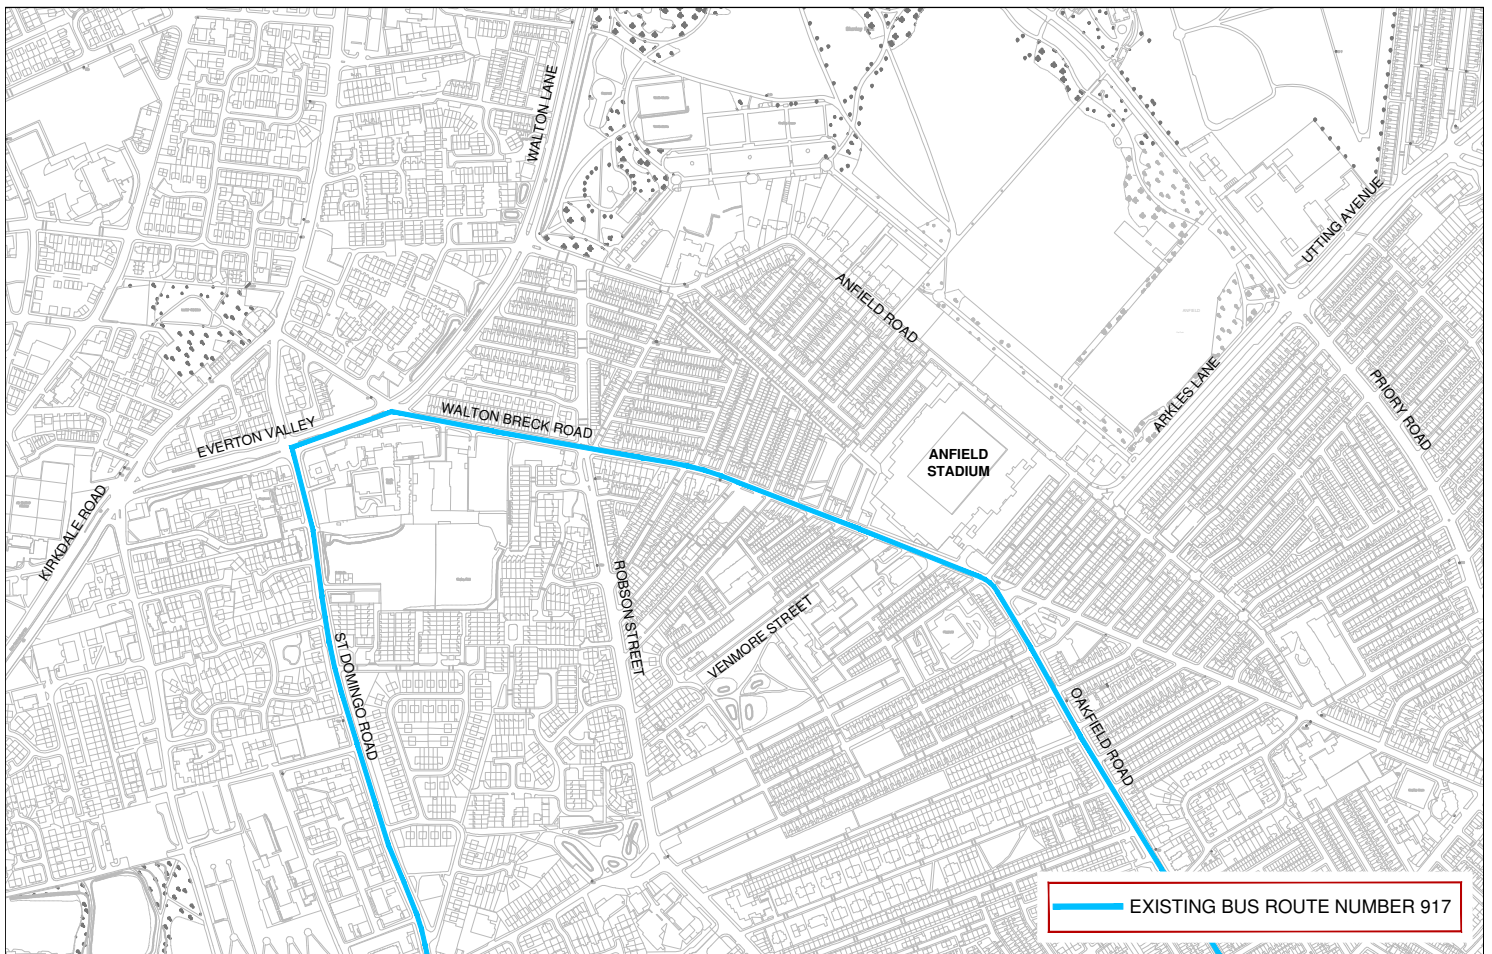 WALTON LANE
UTTING AVENUE
ANFIELD ROAD
ARKLES LANE
PRIORY ROAD
WALTON BRECK ROAD
EVERTON VALLEY
ANFIELD
STADIUM
KIRKDALE ROAD
ROBSON STREET
VENMORE STREET
ST DOMINGO ROAD
OAKFIELD ROAD
EXISTING BUS ROUTE NUMBER 917